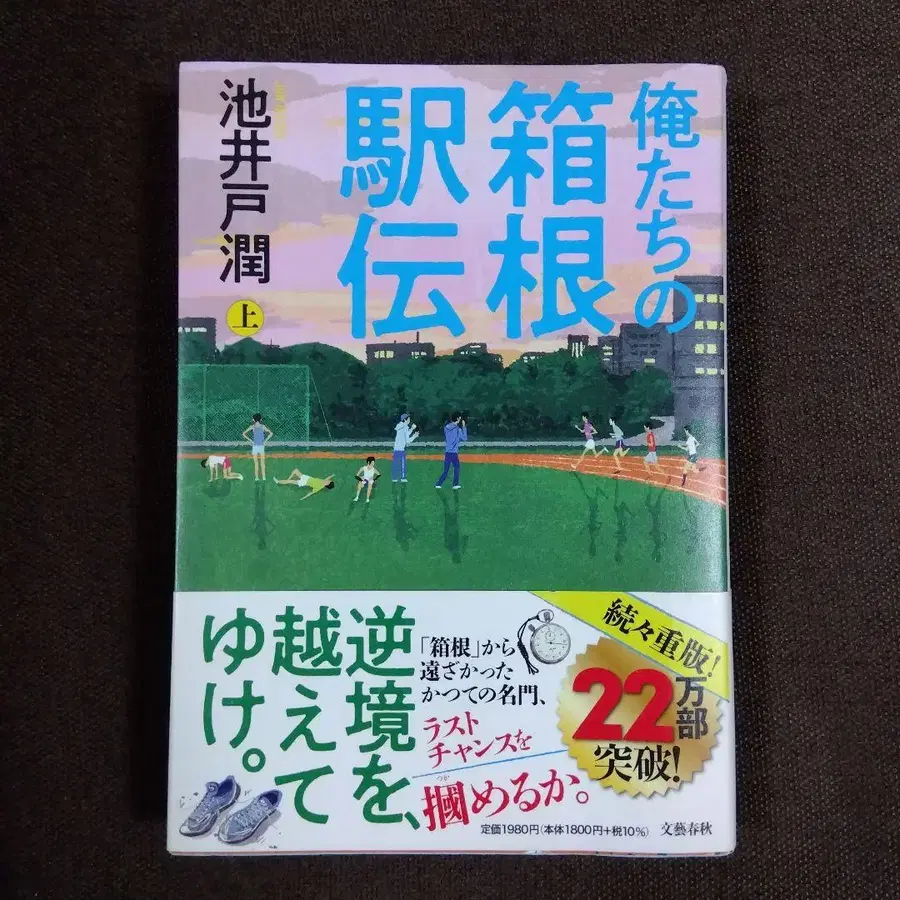 俺たちの
箱根
駅伝
池井戸潤
上
逆境を、
越えて
ゆけ。
「箱根」から
遠ざかった
かつての名門、
ラスト
チャンスを
摑めるか。
つか
続々重版!
22万部
突破!
定価1980円(本体1800円+税10%) 文藝春秋